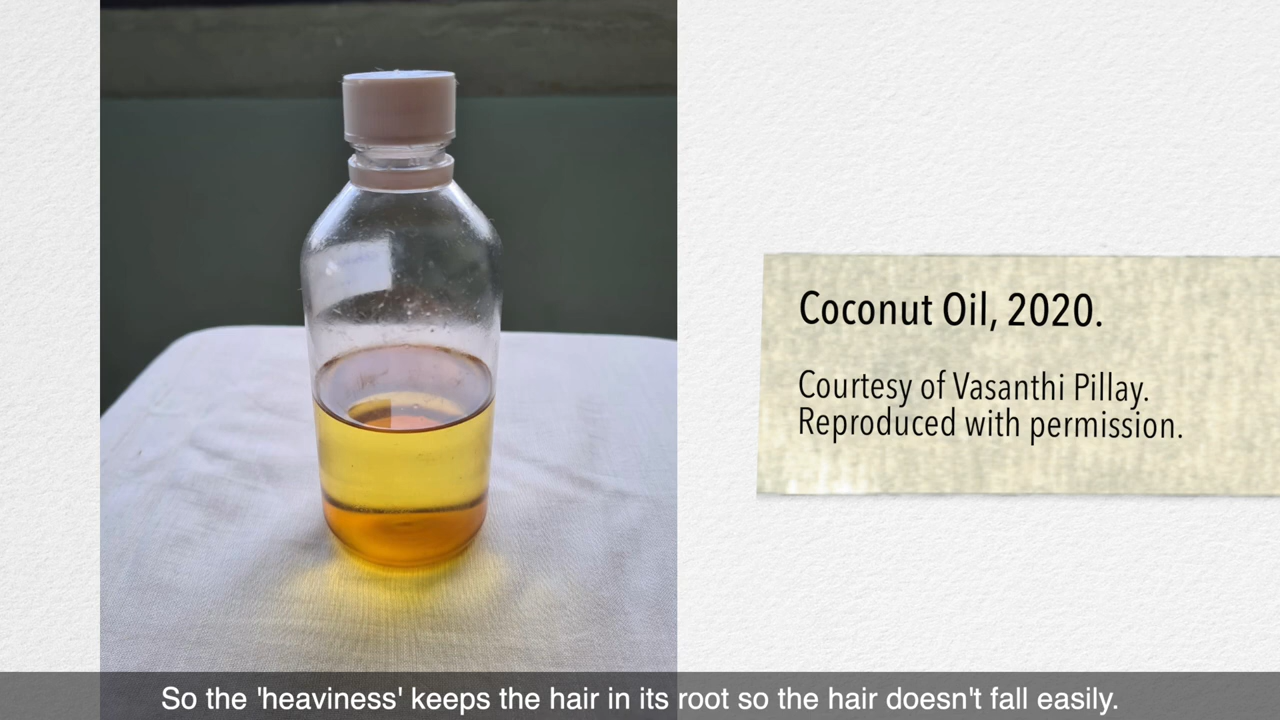 Coconut Oil, 2020.
Courtesy of Vasanthi Pillay.
Reproduced with permission.
So the 'heaviness' keeps the hair in its root so the hair doesn't fall easily.